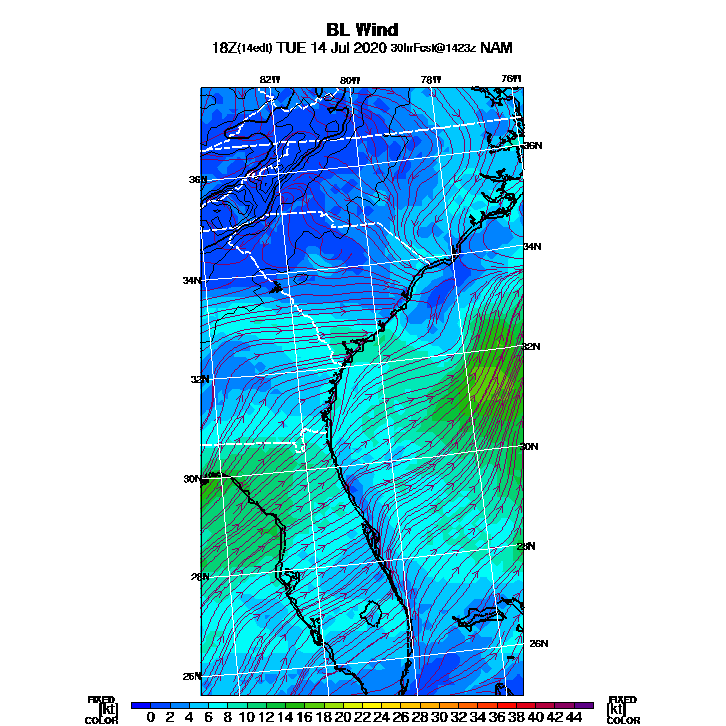 BL Wind
18Z(14edt) TUE 14 Jul 2020 30hrFcst@1423z NAM
82W 80W 78W 76W
36N
36N
34N
34N
32N
32N
30N
30N
28N
28N
26N
26N
FIXED FIXED
[kt] 0 2 4 6 8 10 12 14 16 18 20 22 24 26 28 30 32 34 36 38 40 42 44 [kt]
COLOR COLOR